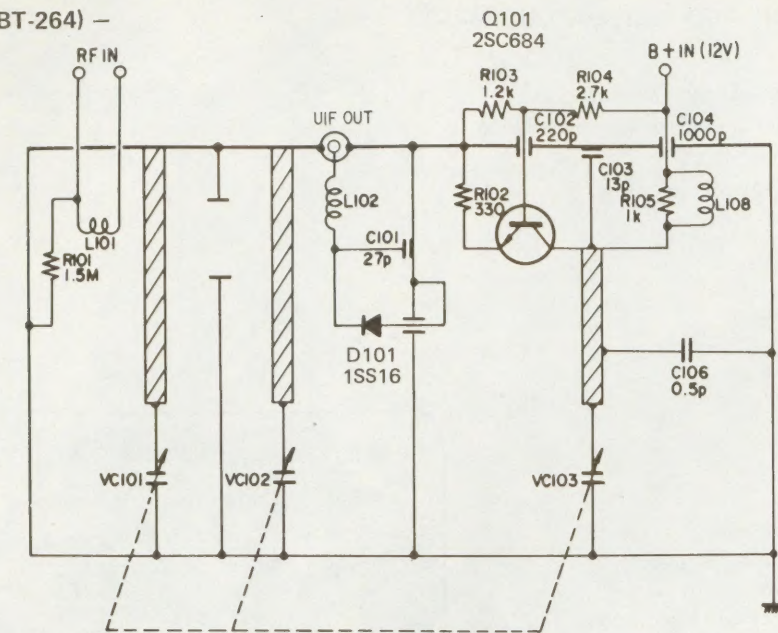 BT-264) –
Q101
2SC684
RF IN
B + IN (12V)
R103
1.2k
R104
2.7k
UIF OUT
C102
220p
C104
1000p
C103
13p
R102
330
R105
1k
L108
L102
C101
27p
L101
R101
1.5M
D101
1SS16
C106
0.5p
VC101
VC102
VC103